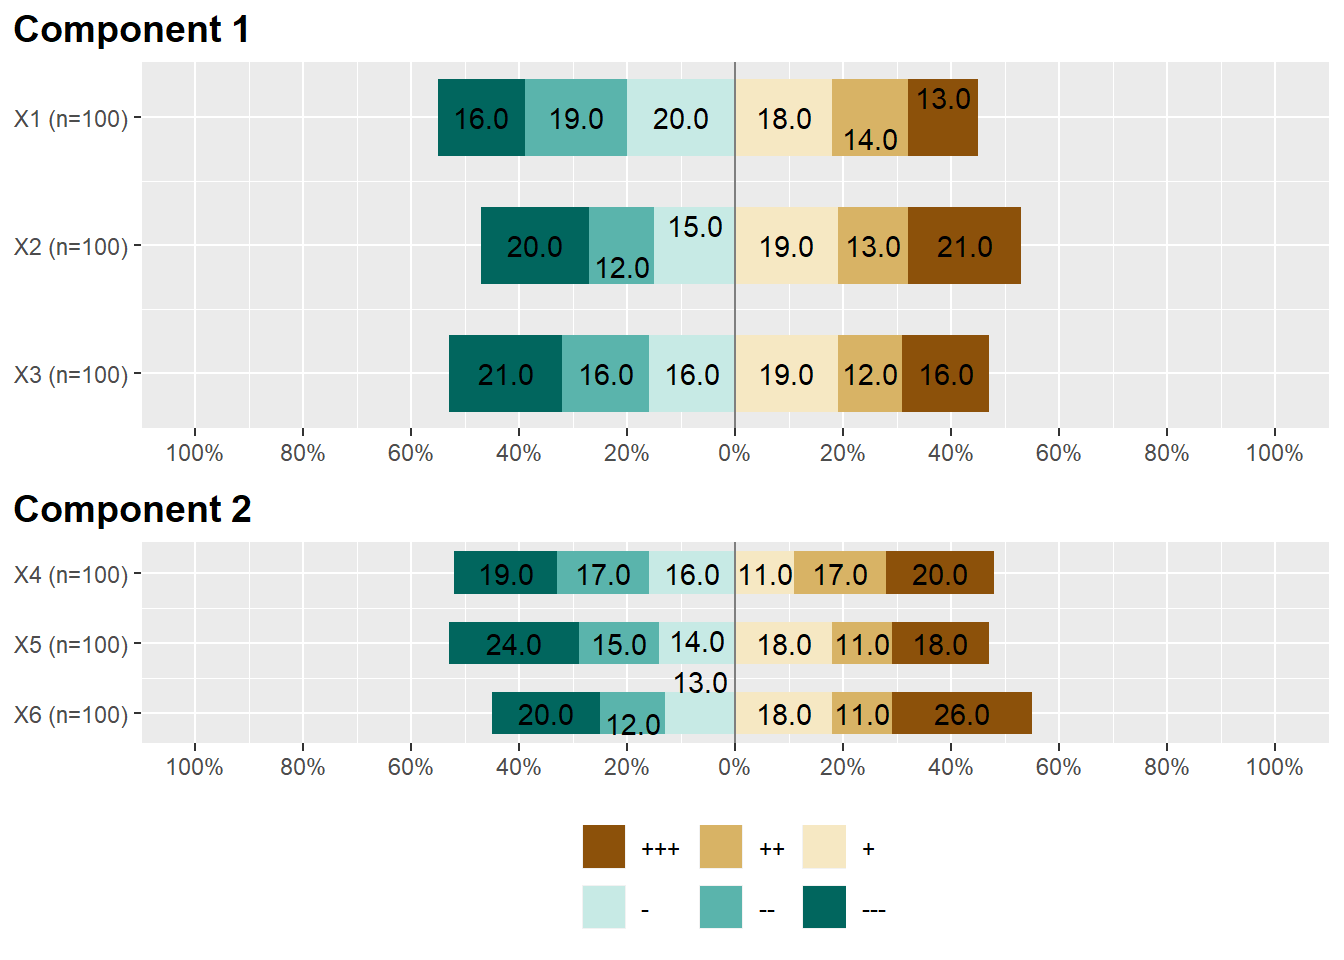 Component 1
X1 (n=100) 16.0 19.0 20.0 18.0 14.0 13.0
X2 (n=100) 20.0 12.0 15.0 19.0 13.0 21.0
X3 (n=100) 21.0 16.0 16.0 19.0 12.0 16.0
100% 80% 60% 40% 20% 0% 20% 40% 60% 80% 100%
Component 2
X4 (n=100) 19.0 17.0 16.0 11.0 17.0 20.0
X5 (n=100) 24.0 15.0 14.0 18.0 11.0 18.0
X6 (n=100) 20.0 12.0 13.0 18.0 11.0 26.0
100% 80% 60% 40% 20% 0% 20% 40% 60% 80% 100%
+++ ++ +
- -- ---